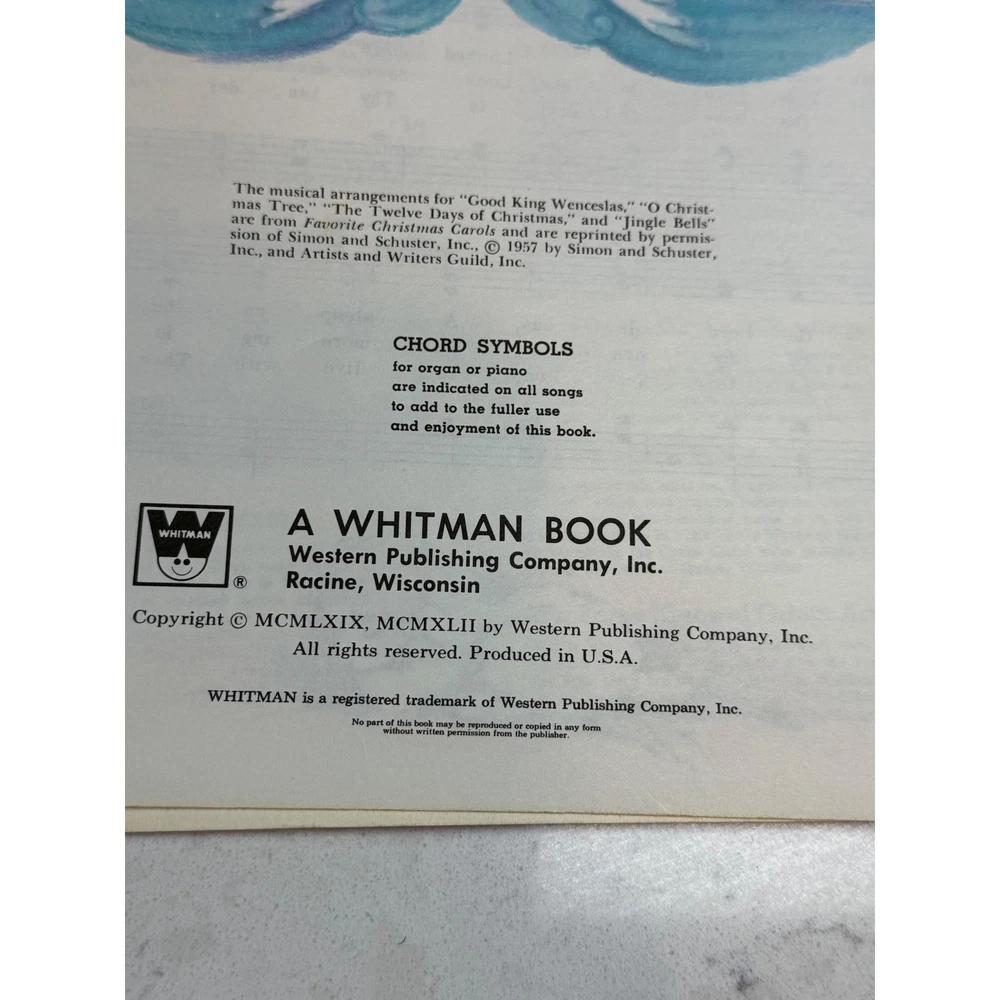 The musical arrangements for "Good King Wenceslas," "O Christ-
mas Tree," "The Twelve Days of Christmas," and "Jingle Bells"
are from Favorite Christmas Carols and are reprinted by permis-
sion of Simon and Schuster, Inc., © 1957 by Simon and Schuster,
Inc., and Artists and Writers Guild, Inc.
CHORD SYMBOLS
for organ or piano
are indicated on all songs
to add to the fuller use
and enjoyment of this book.
W
WHITMAN
®
A WHITMAN BOOK
Western Publishing Company, Inc.
Racine, Wisconsin
Copyright © MCMLXIX, MCMXLII by Western Publishing Company, Inc.
All rights reserved. Produced in U.S.A.
WHITMAN is a registered trademark of Western Publishing Company, Inc.
No part of this book may be reproduced or copied in any form
without written permission from the publisher.